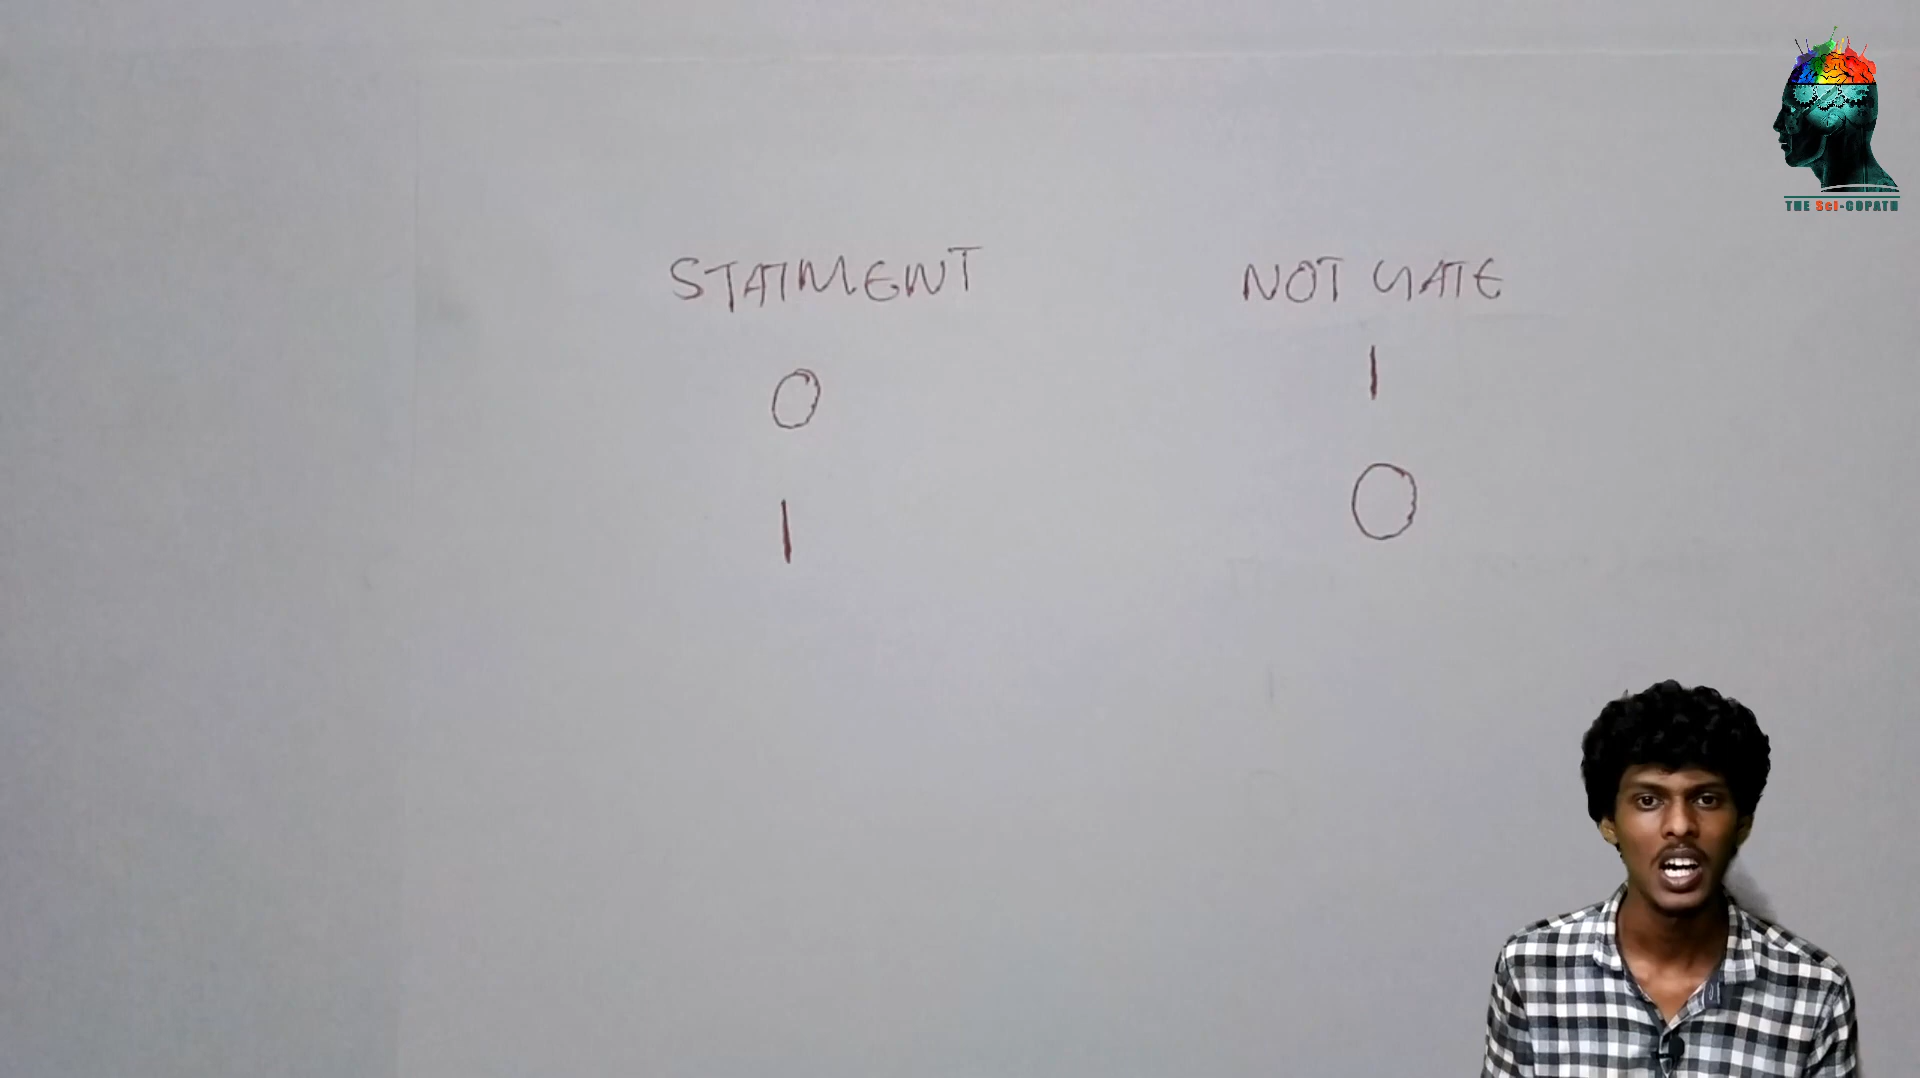 THE SCI-COPATH
STATMENT NOT GATE
0 1
1 0